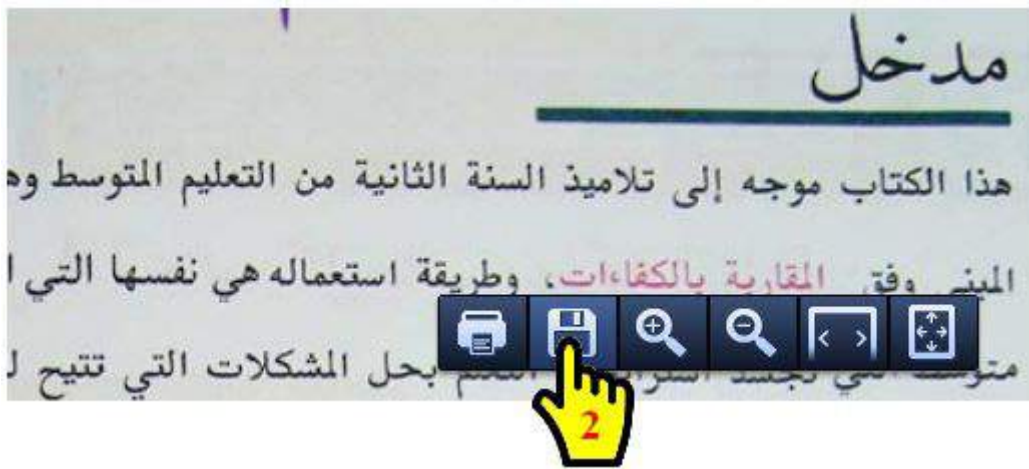 مدخل
هذا الكتاب موجه إلى تلاميذ السنة الثانية من التعليم المتوسط
المبني وفق المقاربة بالكفاءات، وطريقة استعماله هي نفسها التي
بحل المشكلات التي تتيح
2